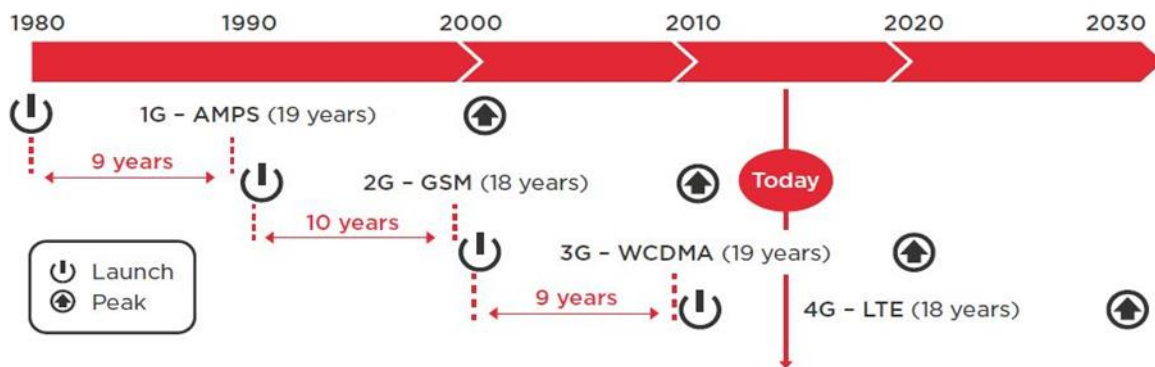 1980 1990 2000 2010 2020 2030
1G – AMPS (19 years)
9 years
2G – GSM (18 years)
Today
10 years
3G – WCDMA (19 years)
Launch
Peak
9 years
4G – LTE (18 years)